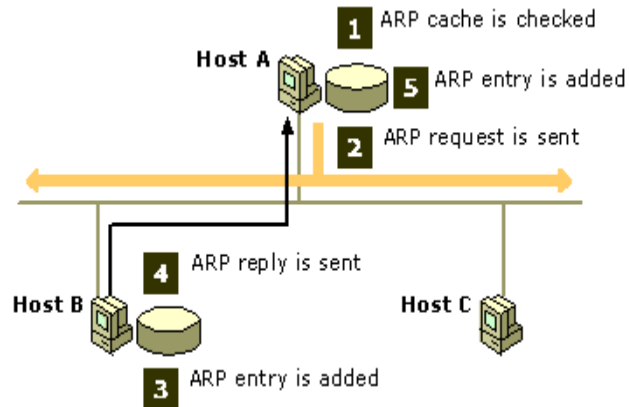 1 ARP cache is checked
Host A
5 ARP entry is added
2 ARP request is sent
4 ARP reply is sent
Host B
Host C
3 ARP entry is added